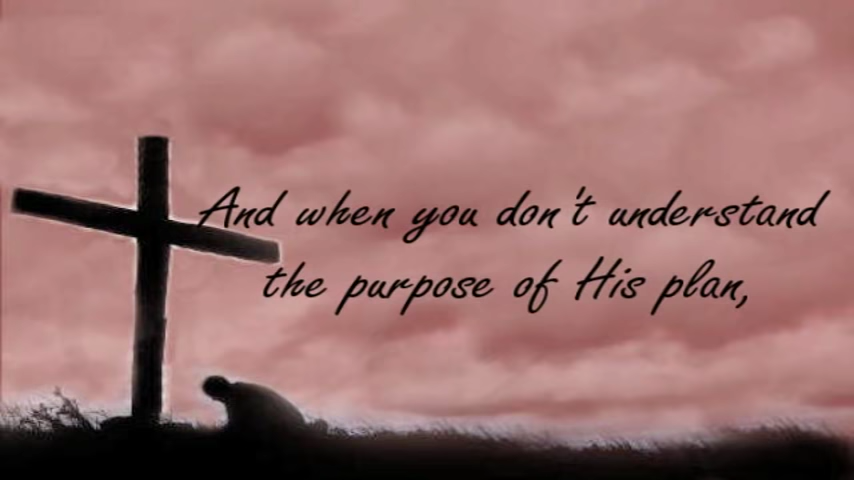 And when you don't understand
the purpose of His plan,